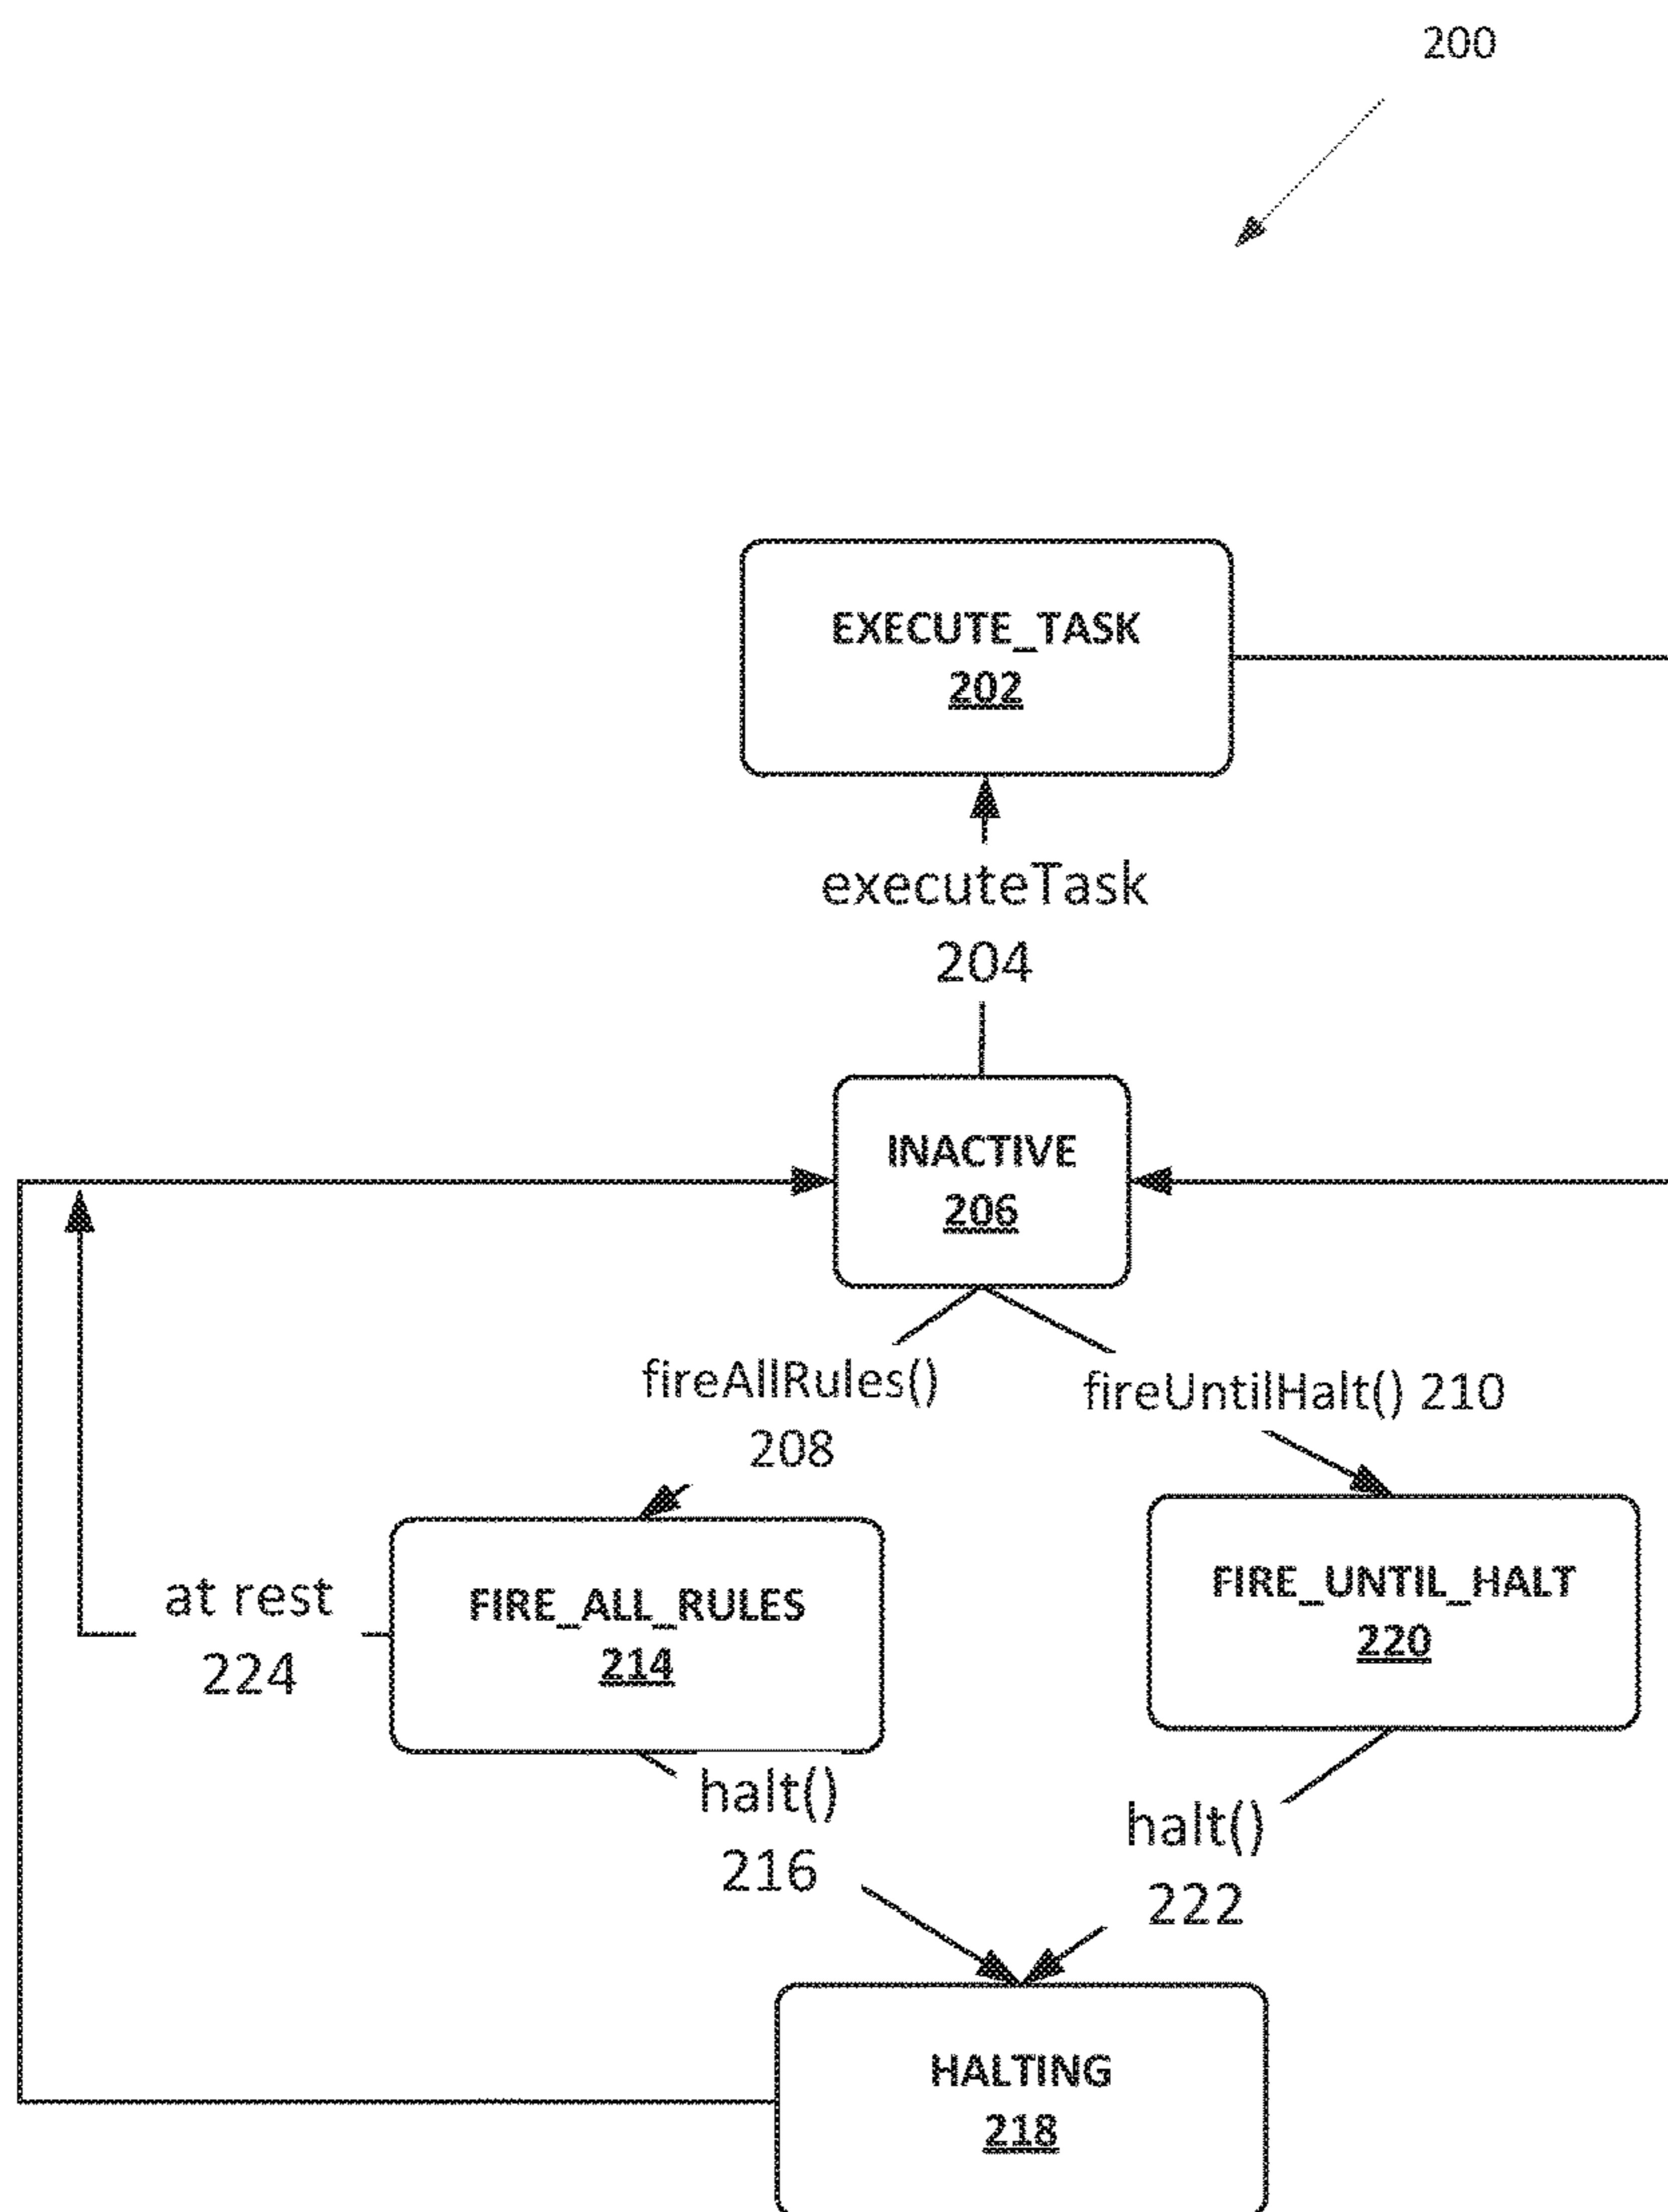 200
EXECUTE_TASK
202
executeTask
204
INACTIVE
206
fireAllRules()
208
fireUntilHalt() 210
at rest
224
FIRE_ALL_RULES
214
FIRE_UNTIL_HALT
220
halt()
216
halt()
222
HALTING
218